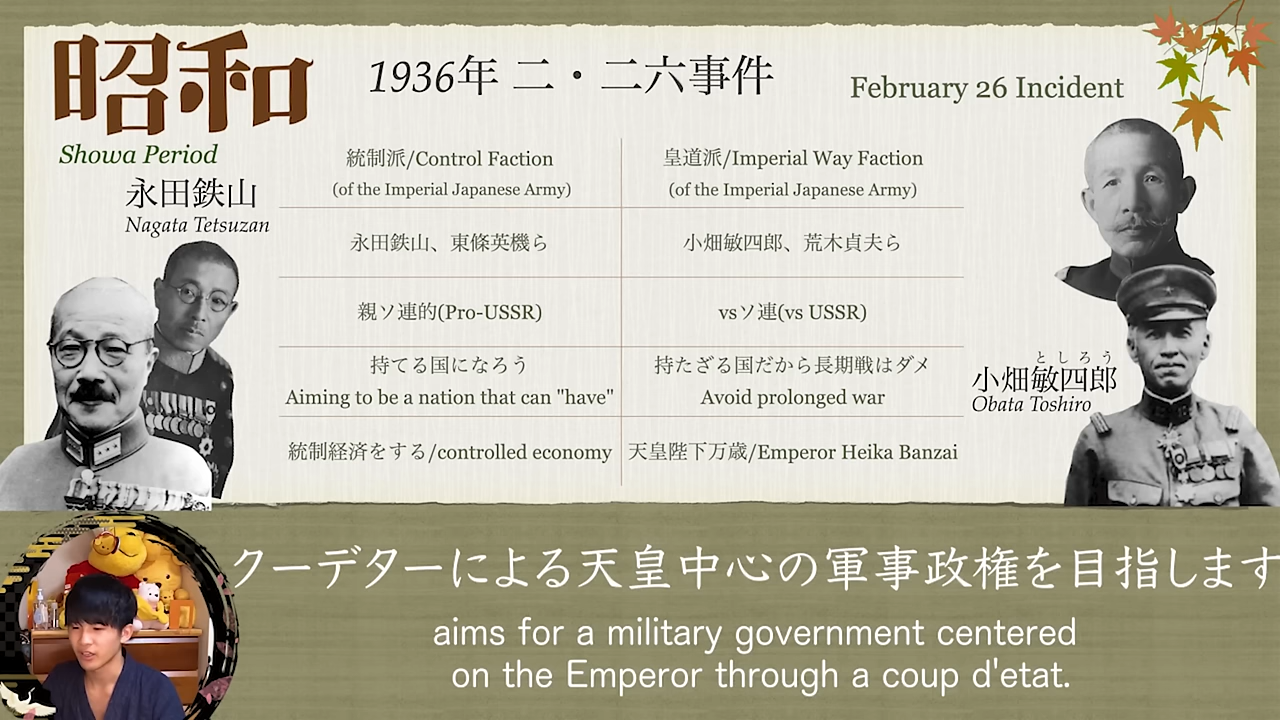 昭和
Showa Period
1936年 二・二六事件
February 26 Incident
永田鉄山
Nagata Tetsuzan
統制派/Control Faction
(of the Imperial Japanese Army)
皇道派/Imperial Way Faction
(of the Imperial Japanese Army)
永田鉄山、東條英機ら
小畑敏四郎、荒木貞夫ら
親ソ連的(Pro-USSR)
vsソ連(vs USSR)
持てる国になろう
Aiming to be a nation that can "have"
持たざる国だから長期戦はダメ
Avoid prolonged war
統制経済をする/controlled economy
天皇陛下万歳/Emperor Heika Banzai
としろう
小畑敏四郎
Obata Toshiro
クーデターによる天皇中心の軍事政権を目指します
aims for a military government centered
on the Emperor through a coup d'etat.